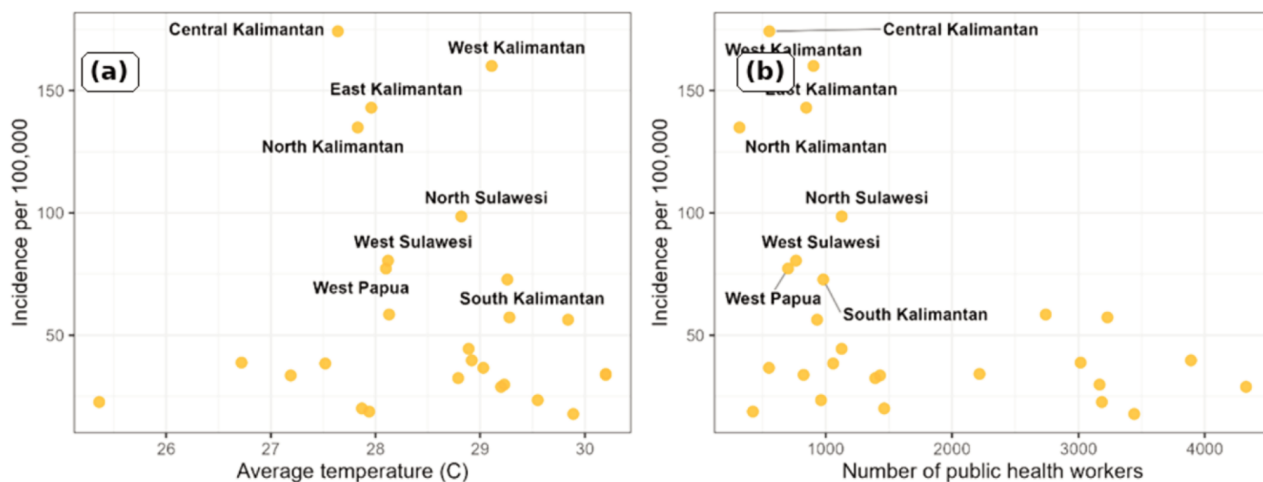 Central Kalimantan
West Kalimantan
(a)
East Kalimantan
150
North Kalimantan
North Sulawesi
100
West Sulawesi
West Papua
South Kalimantan
50
26 27 28 29 30
Average temperature (C)
Incidence per 100,000
Central Kalimantan
West Kalimantan
(b)
East Kalimantan
150
North Kalimantan
North Sulawesi
100
West Sulawesi
West Papua
South Kalimantan
50
1000 2000 3000 4000
Number of public health workers
Incidence per 100,000